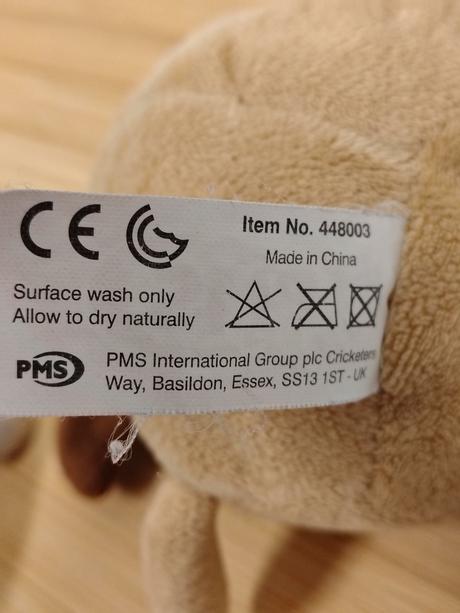 CE
Item No. 448003
Made in China
Surface wash only
Allow to dry naturally
PMS
PMS International Group plc Cricketers
Way, Basildon, Essex, SS13 1ST - UK